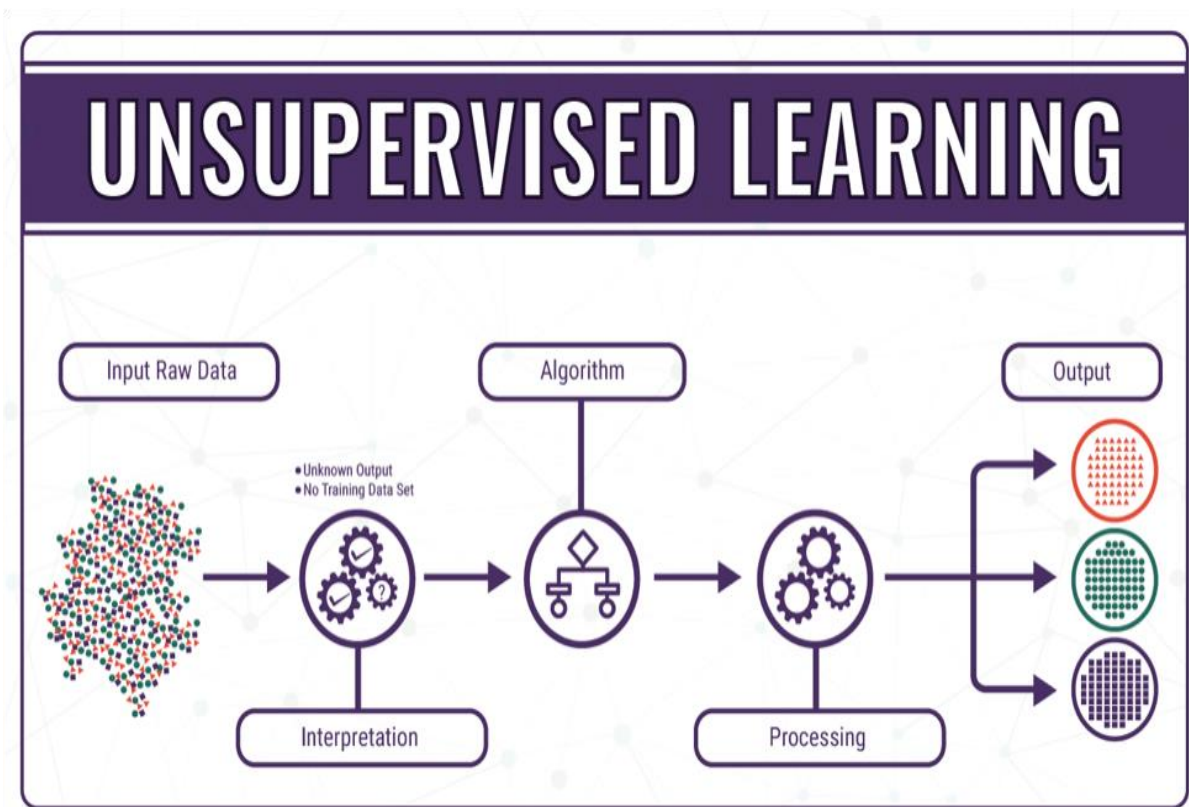 UNSUPERVISED LEARNING
Input Raw Data
Algorithm
Output
• Unknown Output
• No Training Data Set
?
Interpretation
Processing